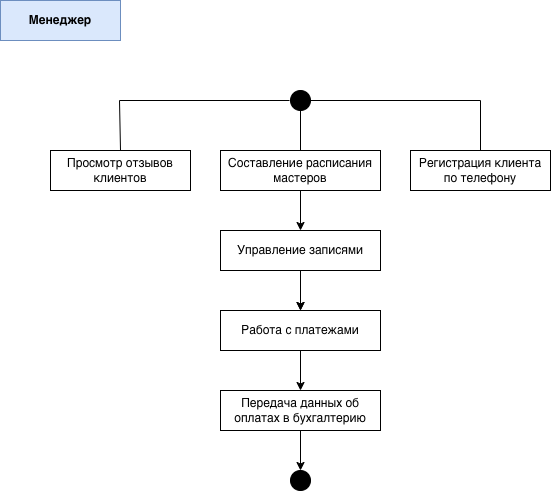 Менеджер
Просмотр отзывов
клиентов
Составление расписания
мастеров
Регистрация клиента
по телефону
Управление записями
Работа с платежами
Передача данных об
оплатах в бухгалтерию